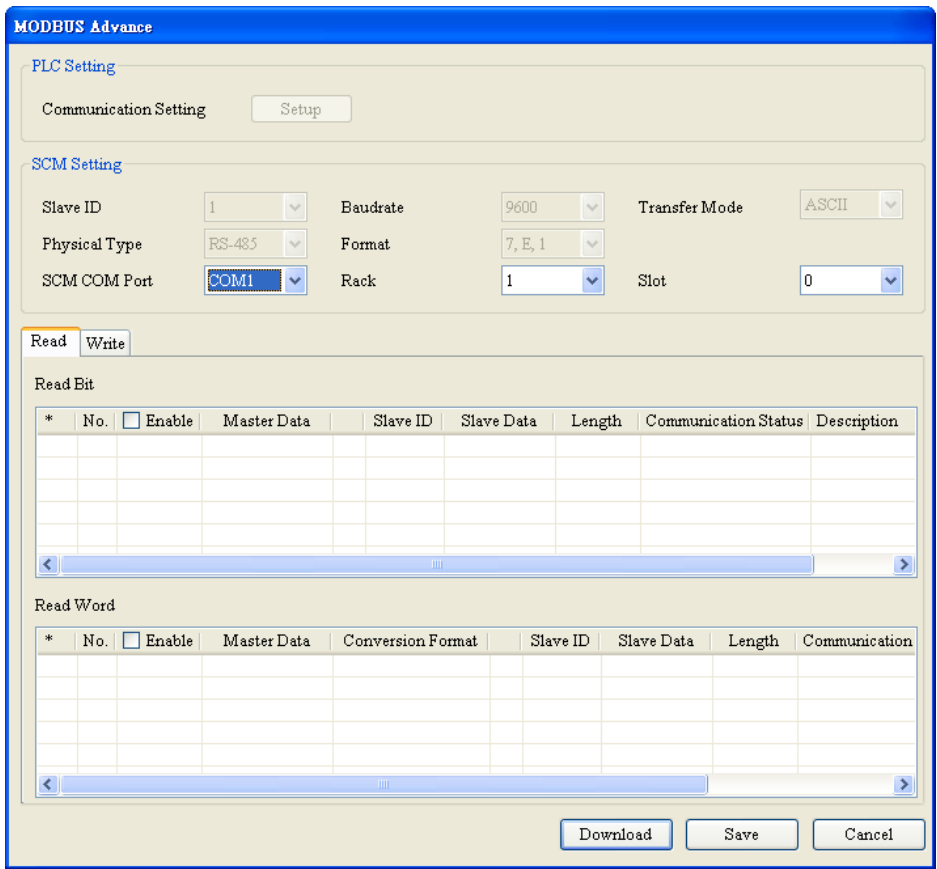 MODBUS Advance
PLC Setting
Communication Setting Setup
SCM Setting
Slave ID 1 Baudrate 9600 Transfer Mode ASCII
Physical Type RS-485 Format 7, E, 1
SCM COM Port COM1 Rack 1 Slot 0
Read Write
Read Bit
* No. Enable Master Data Slave ID Slave Data Length Communication Status Description
Read Word
* No. Enable Master Data Conversion Format Slave ID Slave Data Length Communication
Download Save Cancel